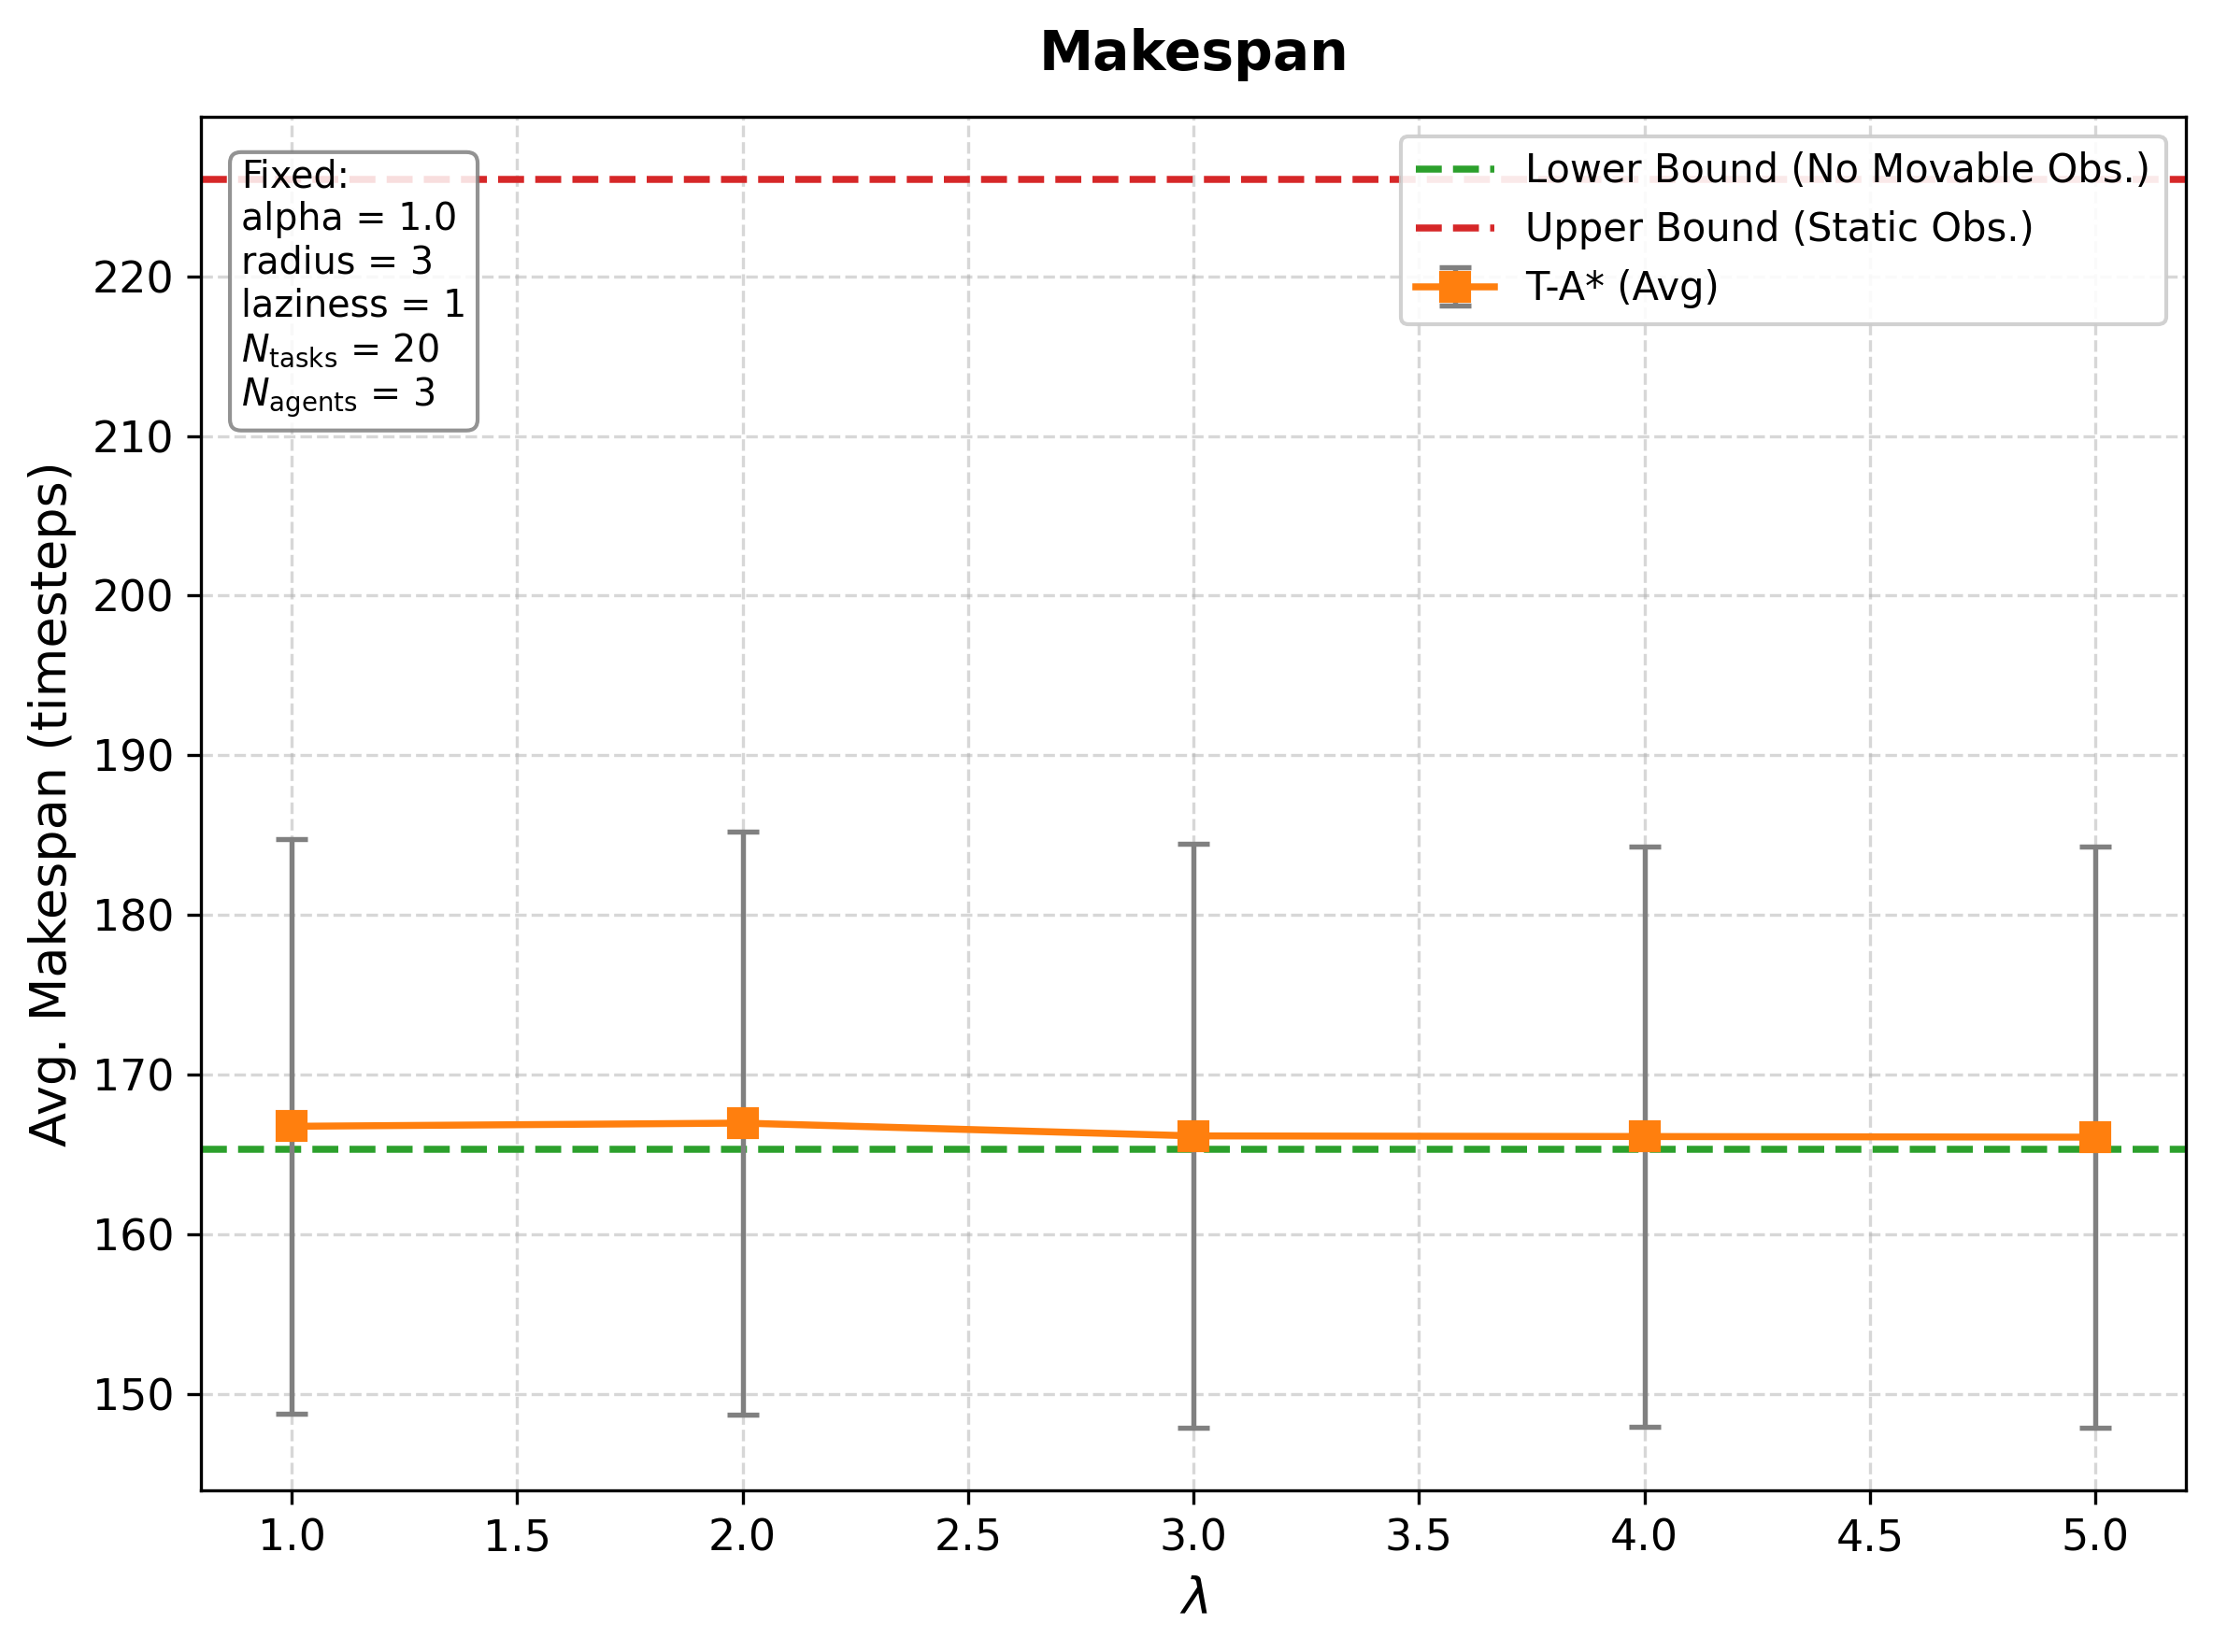 Makespan
Fixed:
alpha = 1.0
radius = 3
laziness = 1
N_tasks = 20
N_agents = 3
Lower Bound (No Movable Obs.)
Upper Bound (Static Obs.)
T-A* (Avg)
Avg. Makespan (timesteps)
220
210
200
190
180
170
160
150
1.0 1.5 2.0 2.5 3.0 3.5 4.0 4.5 5.0
λ